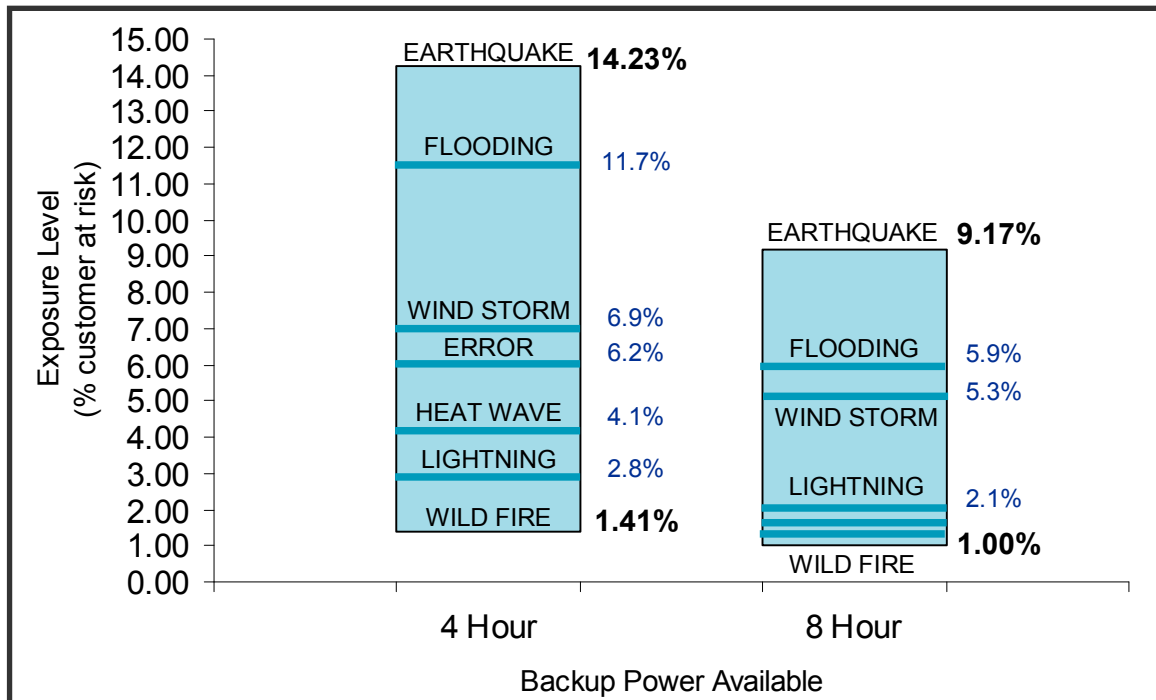 15.00
14.00
13.00
12.00
11.00
10.00
9.00
8.00
7.00
6.00
5.00
4.00
3.00
2.00
1.00
0.00
Exposure Level
(% customer at risk)
EARTHQUAKE 14.23%
FLOODING 11.7%
WIND STORM 6.9%
ERROR 6.2%
HEAT WAVE 4.1%
LIGHTNING 2.8%
WILD FIRE 1.41%
EARTHQUAKE 9.17%
FLOODING 5.9%
5.3%
WIND STORM
LIGHTNING 2.1%
1.00%
WILD FIRE
4 Hour
8 Hour
Backup Power Available